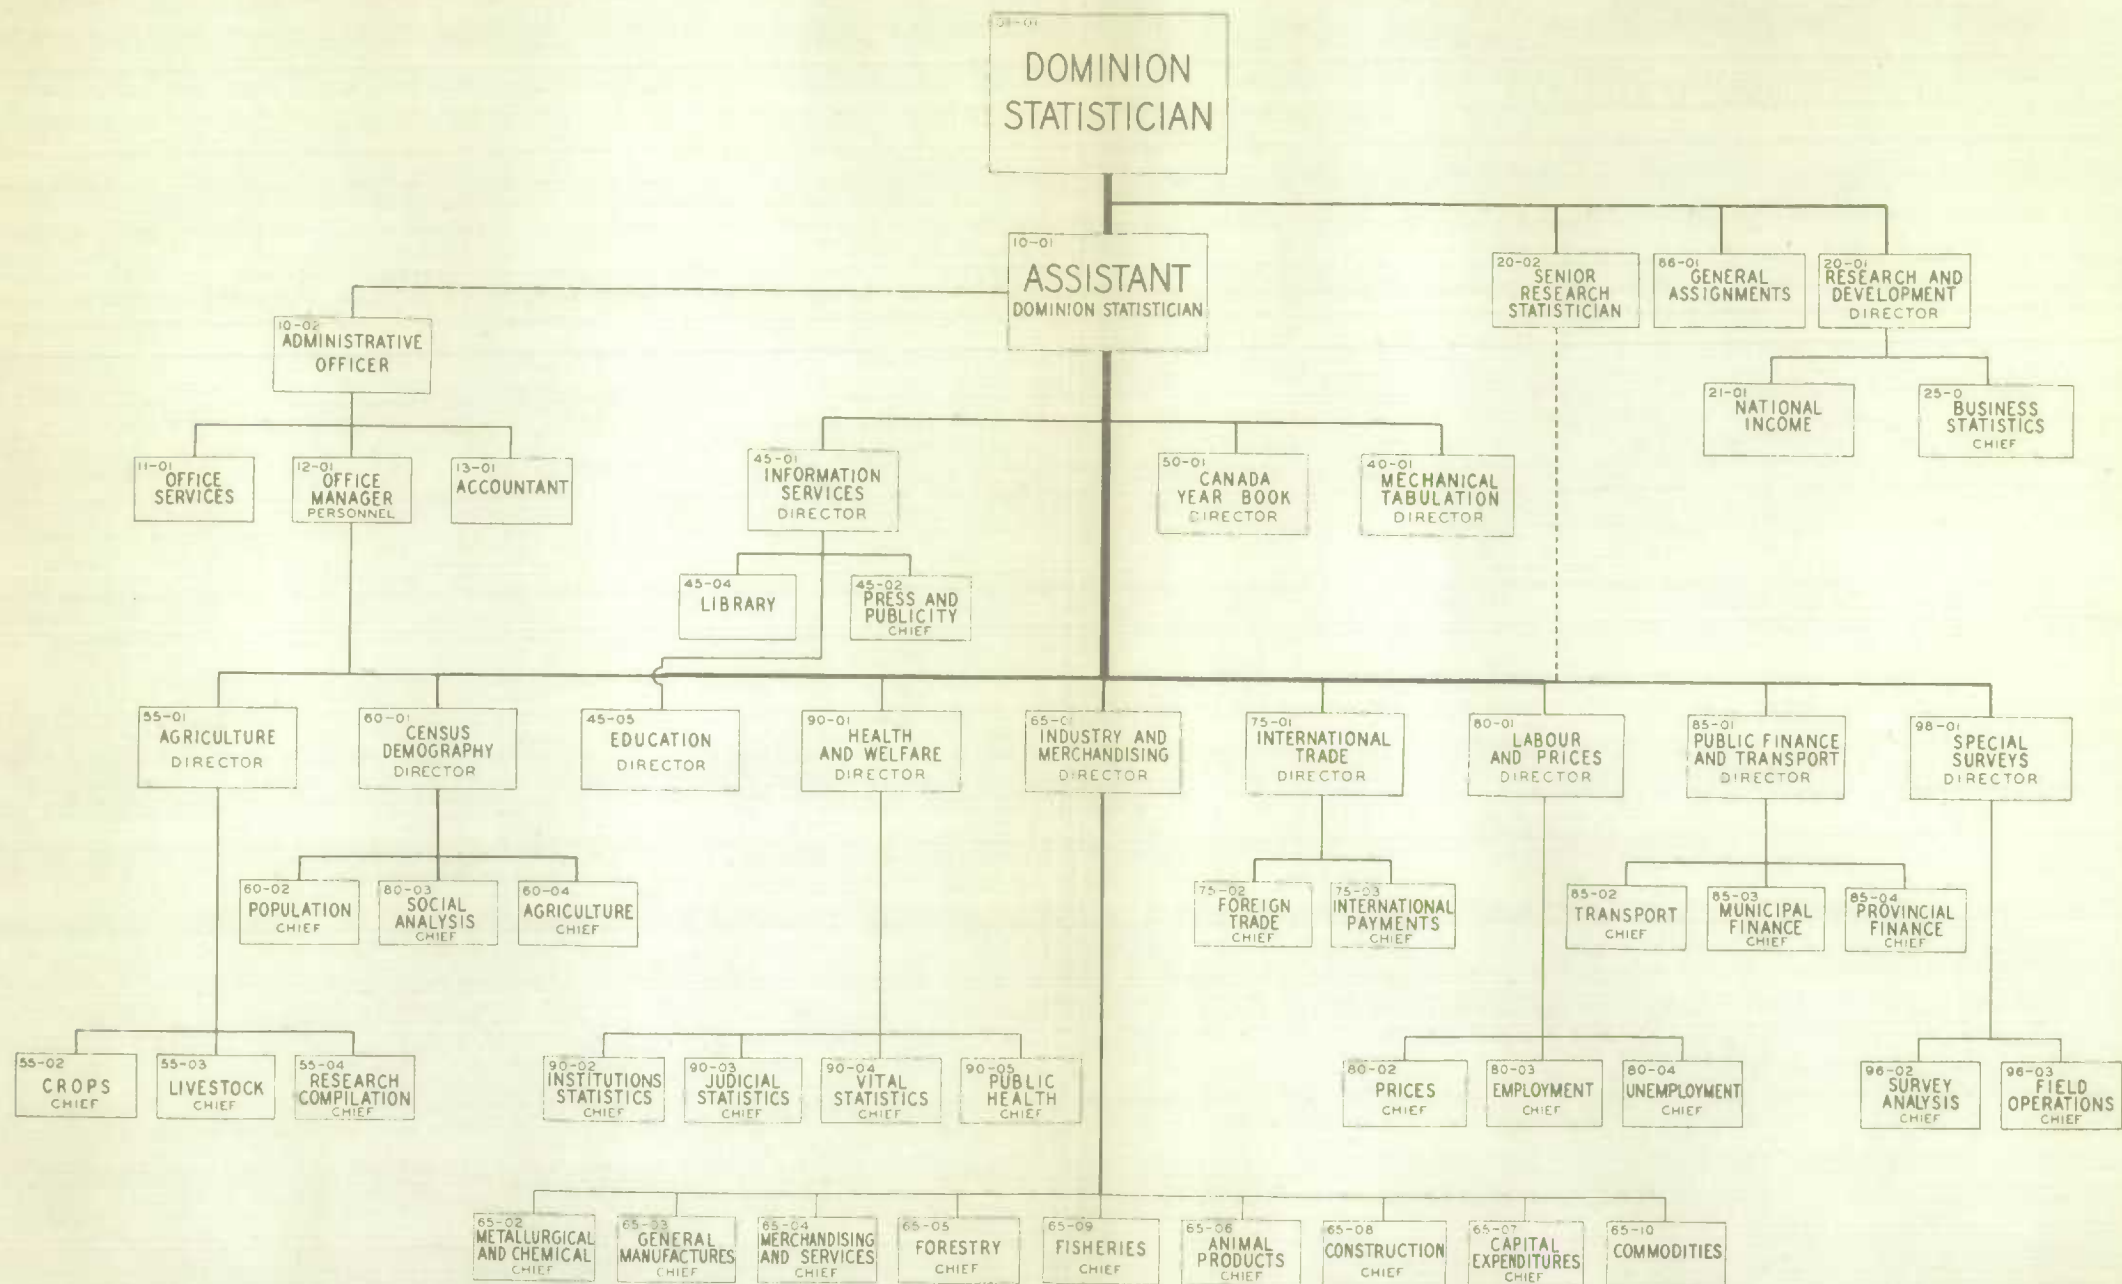 DOMINION
STATISTICIAN
10-01
ASSISTANT
DOMINION STATISTICIAN
20-02
SENIOR
RESEARCH
STATISTICIAN
86-01
GENERAL
ASSIGNMENTS
20-01
RESEARCH AND
DEVELOPMENT
DIRECTOR
10-02
ADMINISTRATIVE
OFFICER
21-01
NATIONAL
INCOME
25-0
BUSINESS
STATISTICS
CHIEF
11-01
OFFICE
SERVICES
12-01
OFFICE
MANAGER
PERSONNEL
13-01
ACCOUNTANT
45-01
INFORMATION
SERVICES
DIRECTOR
50-01
CANADA
YEAR BOOK
DIRECTOR
40-01
MECHANICAL
TABULATION
DIRECTOR
45-04
LIBRARY
45-02
PRESS AND
PUBLICITY
CHIEF
55-01
AGRICULTURE
DIRECTOR
60-01
CENSUS
DEMOGRAPHY
DIRECTOR
45-05
EDUCATION
DIRECTOR
90-01
HEALTH
AND WELFARE
DIRECTOR
65-01
INDUSTRY AND
MERCHANDISING
DIRECTOR
75-01
INTERNATIONAL
TRADE
DIRECTOR
80-01
LABOUR
AND PRICES
DIRECTOR
85-01
PUBLIC FINANCE
AND TRANSPORT
DIRECTOR
98-01
SPECIAL
SURVEYS
DIRECTOR
60-02
POPULATION
CHIEF
80-03
SOCIAL
ANALYSIS
CHIEF
60-04
AGRICULTURE
CHIEF
75-02
FOREIGN
TRADE
CHIEF
75-03
INTERNATIONAL
PAYMENTS
CHIEF
85-02
TRANSPORT
CHIEF
85-03
MUNICIPAL
FINANCE
CHIEF
85-04
PROVINCIAL
FINANCE
CHIEF
55-02
CROPS
CHIEF
55-03
LIVESTOCK
CHIEF
55-04
RESEARCH
COMPILATION
CHIEF
90-02
INSTITUTIONS
STATISTICS
CHIEF
90-03
JUDICIAL
STATISTICS
CHIEF
90-04
VITAL
STATISTICS
CHIEF
90-05
PUBLIC
HEALTH
CHIEF
80-02
PRICES
CHIEF
80-03
EMPLOYMENT
CHIEF
80-04
UNEMPLOYMENT
CHIEF
96-02
SURVEY
ANALYSIS
CHIEF
96-03
FIELD
OPERATIONS
CHIEF
65-02
METALLURGICAL
AND CHEMICAL
CHIEF
65-03
GENERAL
MANUFACTURES
CHIEF
65-04
MERCHANDISING
AND SERVICES
CHIEF
65-05
FORESTRY
CHIEF
65-09
FISHERIES
CHIEF
65-06
ANIMAL
PRODUCTS
CHIEF
65-08
CONSTRUCTION
CHIEF
65-07
CAPITAL
EXPENDITURES
CHIEF
65-10
COMMODITIES